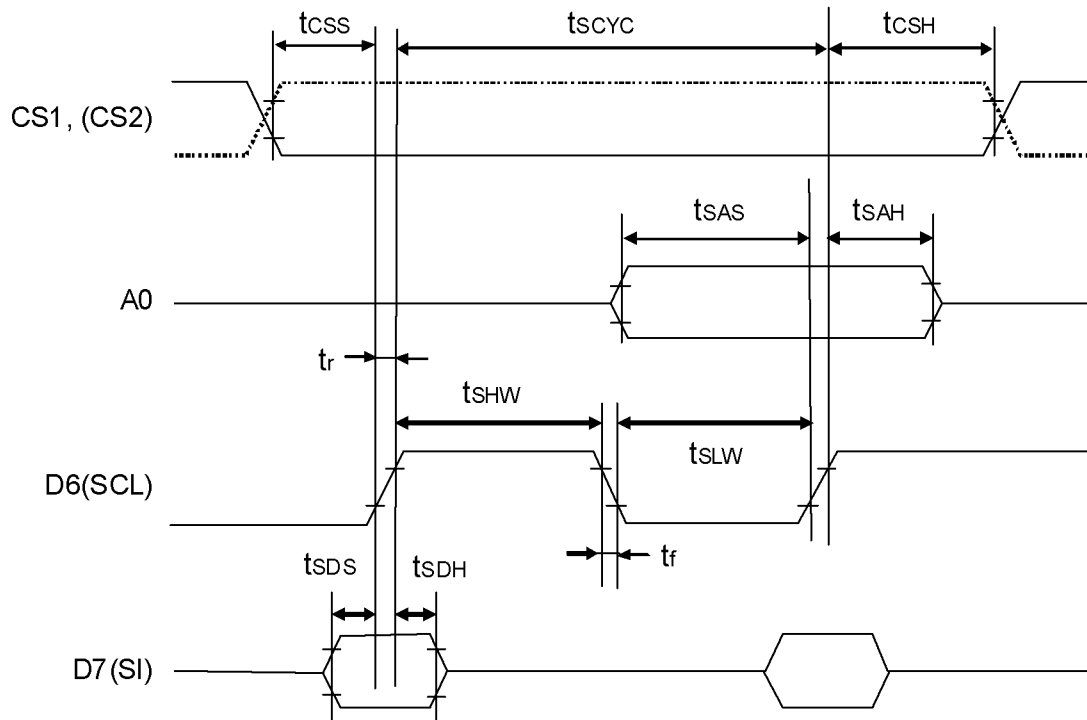 tCSS tSCYC tCSH
CS1, (CS2)
tSAS tSAH
A0
tr
tSHW
tSLW
D6(SCL)
tf
tSDS tSDH
D7(SI)